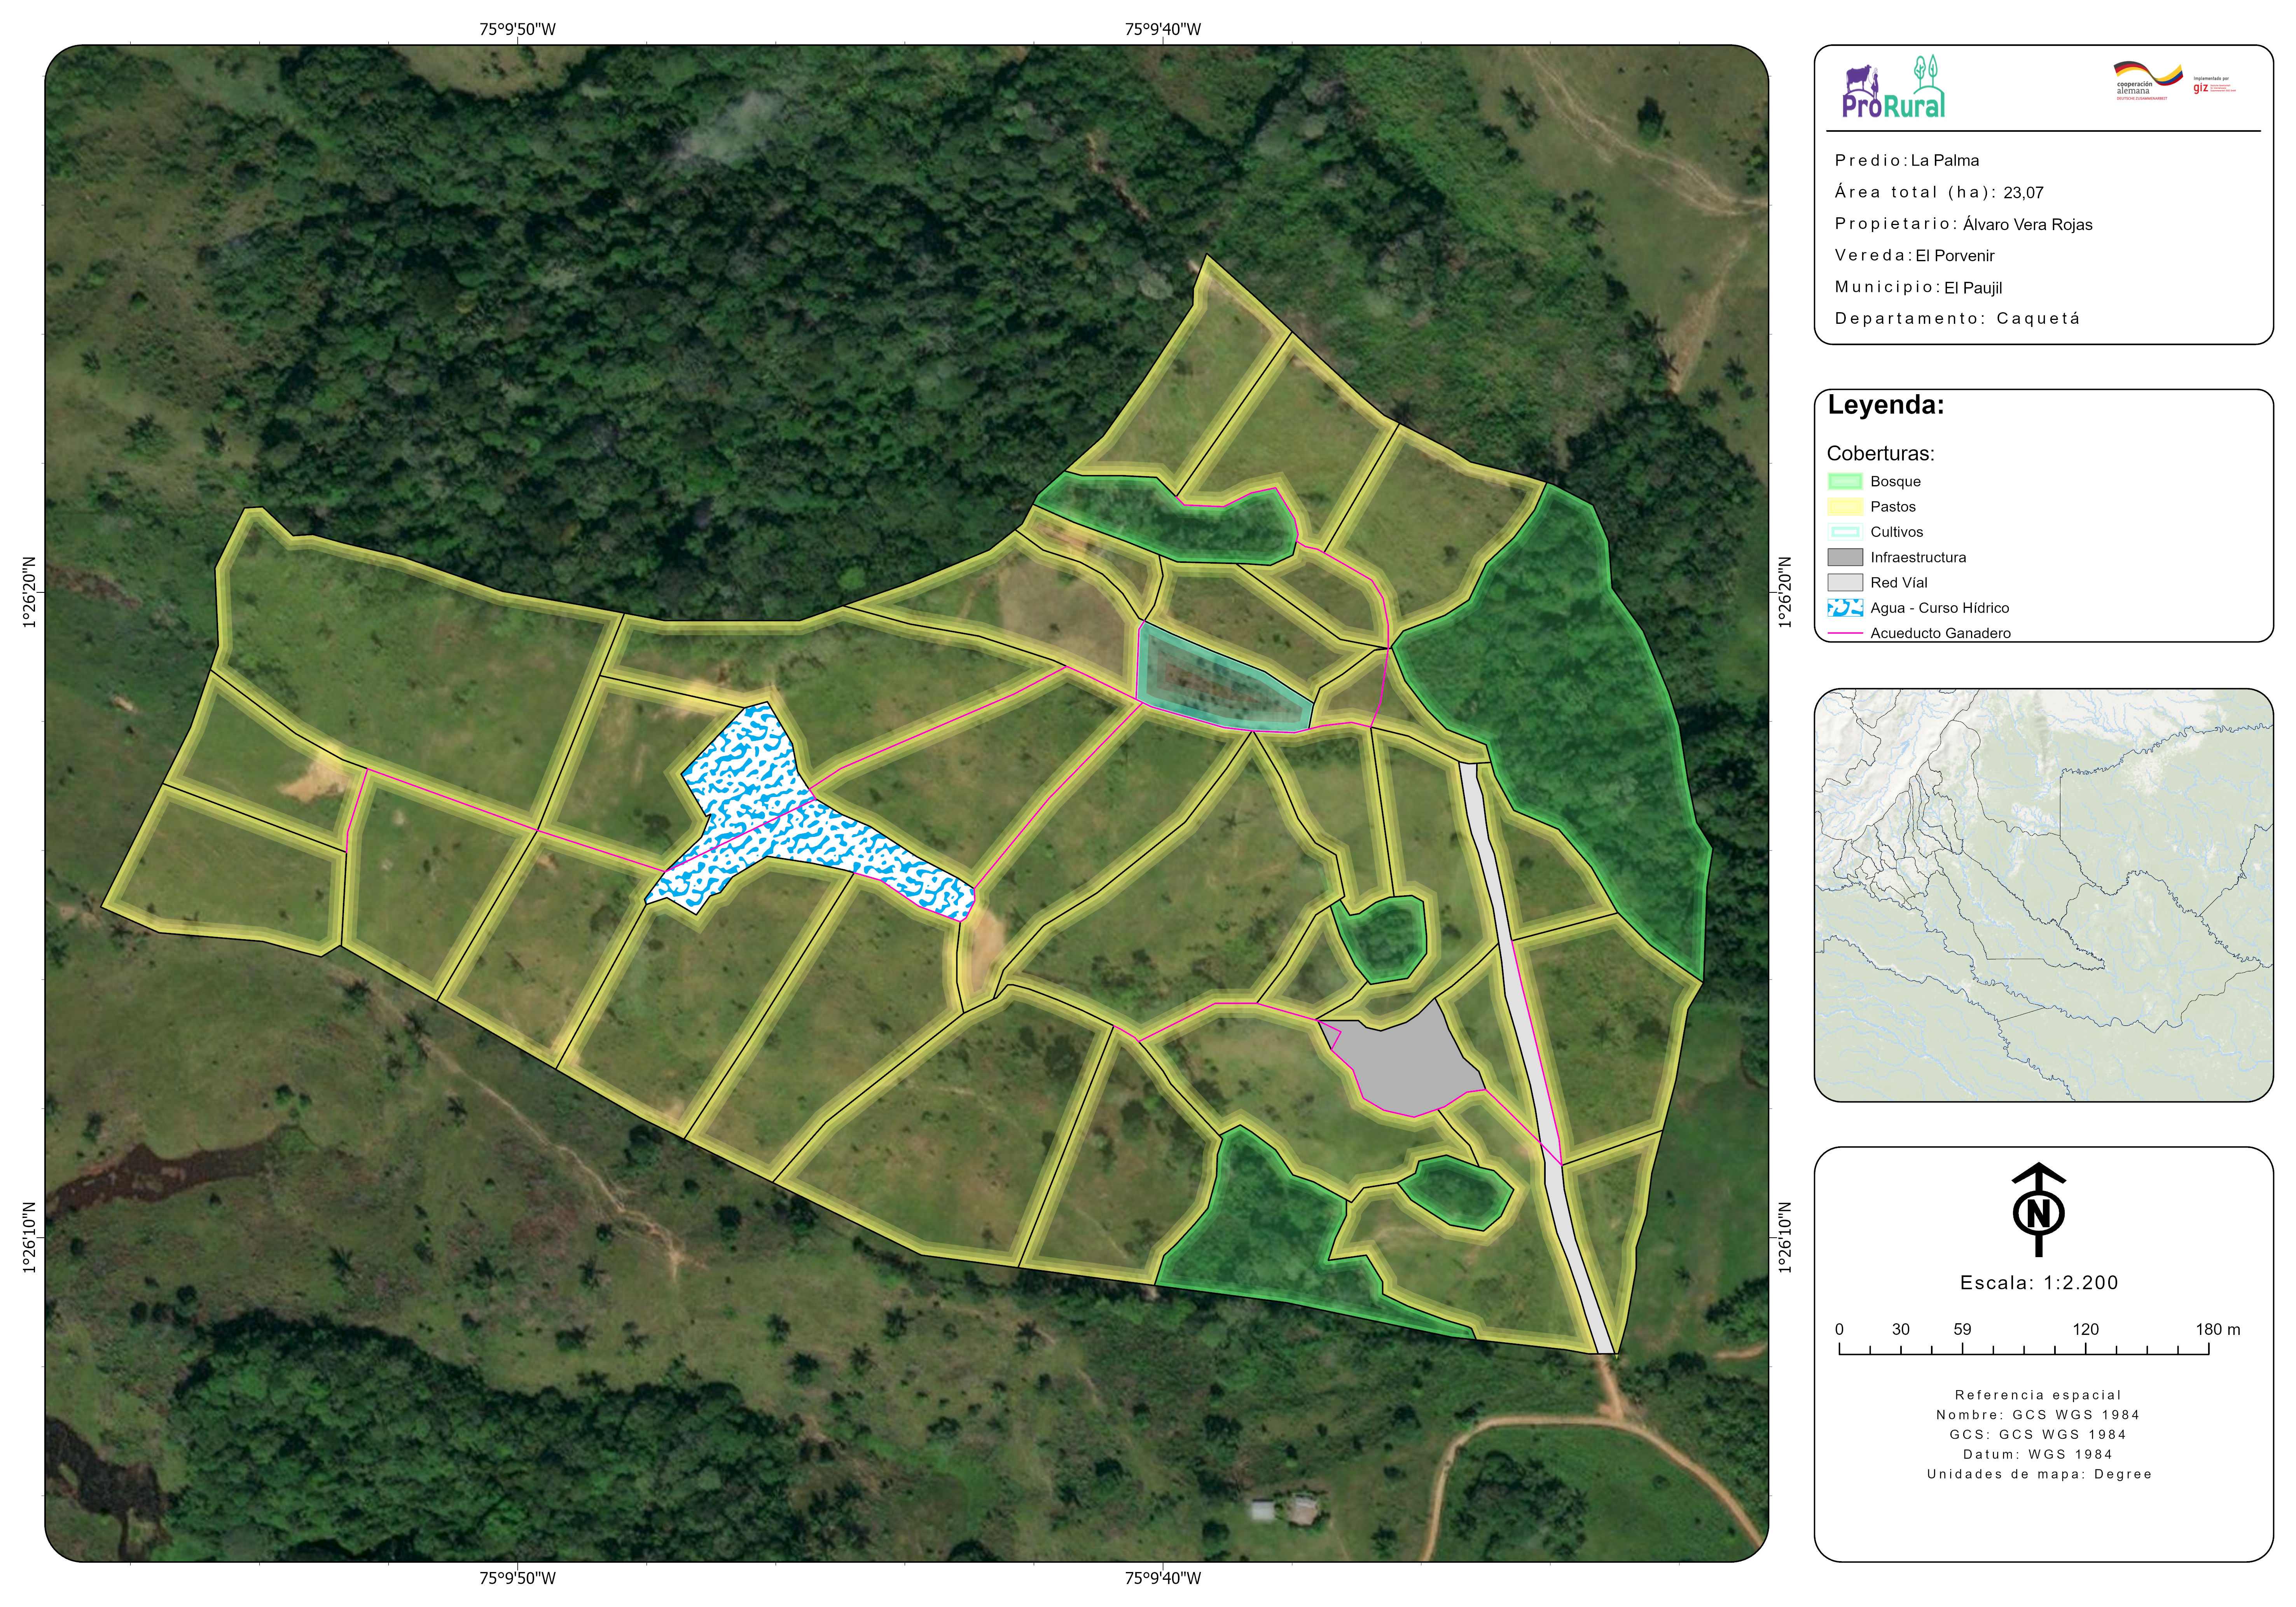 75°9'50"W
75°9'40"W
1°26'20"N
1°26'10"N
1°26'20"N
1°26'10"N
75°9'50"W
75°9'40"W
ProRural
cooperación
alemana
DEUTSCHE ZUSAMMENARBEIT
Implementado por
giz
Predio: La Palma
Área total (ha): 23,07
Propietario: Álvaro Vera Rojas
Vereda: El Porvenir
Municipio: El Paujil
Departamento: Caquetá
Leyenda:
Coberturas:
Bosque
Pastos
Cultivos
Infraestructura
Red Víal
Agua - Curso Hídrico
Acueducto Ganadero
N
Escala: 1:2.200
0 30 59 120 180 m
Referencia espacial
Nombre: GCS WGS 1984
GCS: GCS WGS 1984
Datum: WGS 1984
Unidades de mapa: Degree